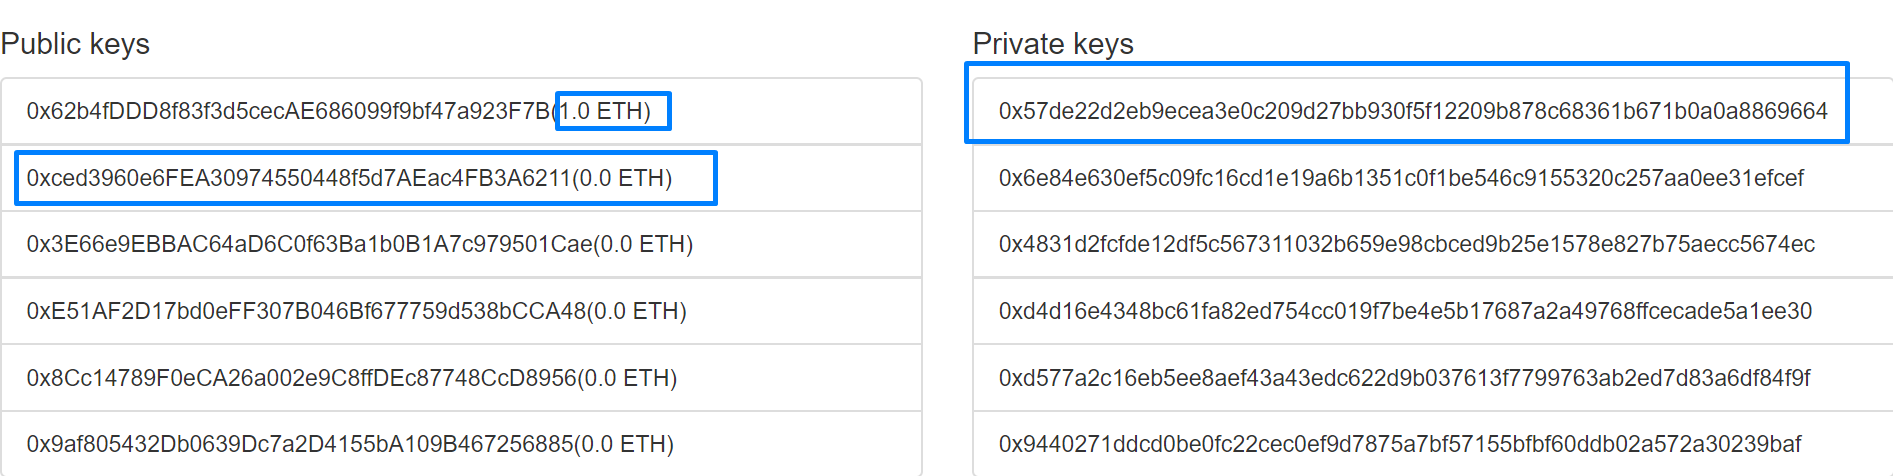 Public keys
Private keys
0x62b4fDDD8f83f3d5cecAE686099f9bf47a923F7B(1.0 ETH)
0x57de22d2eb9ecea3e0c209d27bb930f5f12209b878c68361b671b0a0a8869664
0xced3960e6FEA30974550448f5d7AEac4FB3A6211(0.0 ETH)
0x6e84e630ef5c09fc16cd1e19a6b1351c0f1be546c9155320c257aa0ee31efcef
0x3E66e9EBBAC64aD6C0f63Ba1b0B1A7c979501Cae(0.0 ETH)
0x4831d2fcfde12df5c567311032b659e98cbced9b25e1578e827b75aecc5674ec
0xE51AF2D17bd0eFF307B046Bf677759d538bCCA48(0.0 ETH)
0xd4d16e4348bc61fa82ed754cc019f7be4e5b17687a2a49768ffcecade5a1ee30
0x8Cc14789F0eCA26a002e9C8ffDEc87748CcD8956(0.0 ETH)
0xd577a2c16eb5ee8aef43a43edc622d9b037613f7799763ab2ed7d83a6df84f9f
0x9af805432Db0639Dc7a2D4155bA109B467256885(0.0 ETH)
0x9440271ddcd0be0fc22cec0ef9d7875a7bf57155bfbf60ddb02a572a30239baf